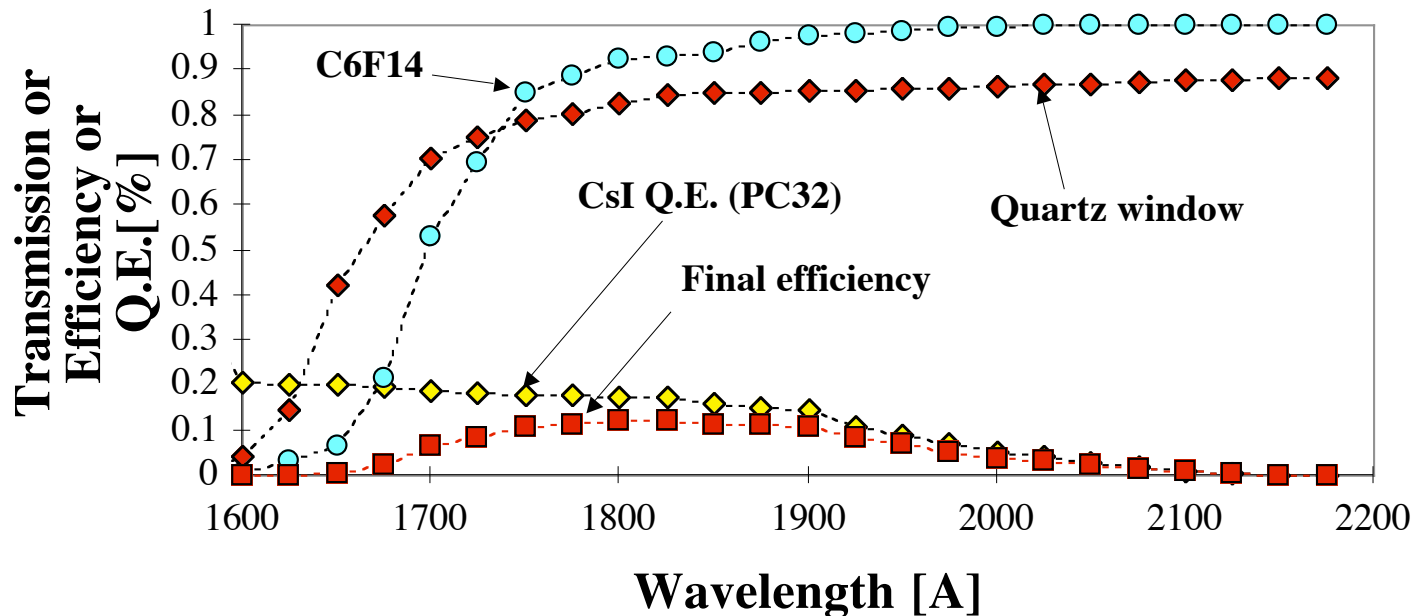 Transmission or
Efficiency or
Q.E.[%]
1
0.9
0.8
0.7
0.6
0.5
0.4
0.3
0.2
0.1
0
C6F14
CsI Q.E. (PC32)
Quartz window
Final efficiency
1600 1700 1800 1900 2000 2100 2200
Wavelength [A]